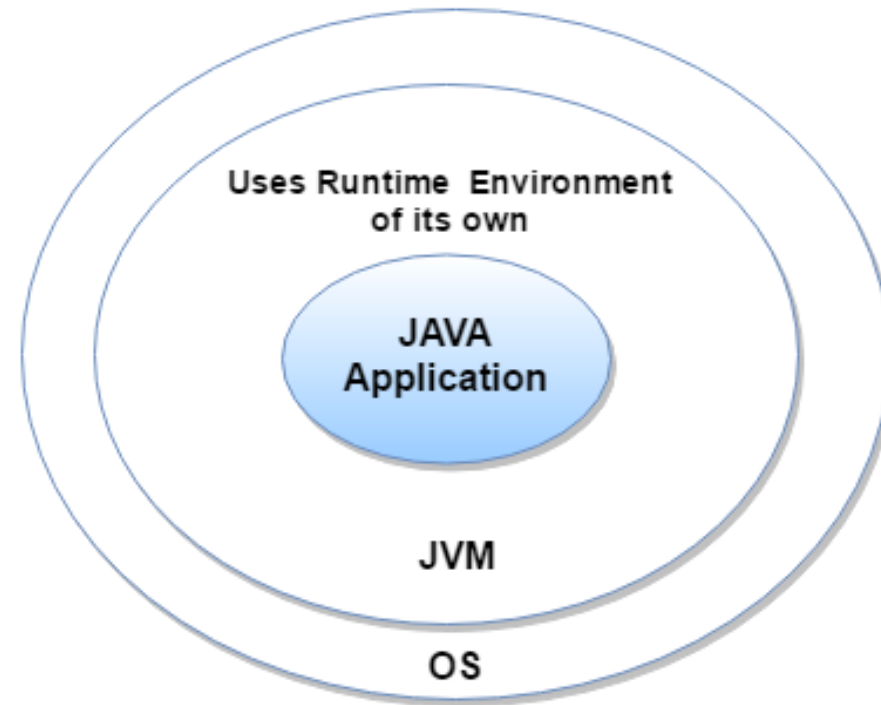 Uses Runtime Environment
of its own
JAVA
Application
JVM
OS